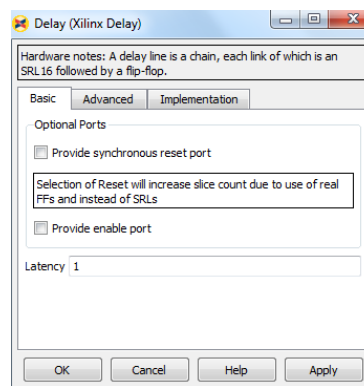 Delay (Xilinx Delay)
Hardware notes: A delay line is a chain, each link of which is an
SRL16 followed by a flip-flop.
Basic Advanced Implementation
Optional Ports
Provide synchronous reset port
Selection of Reset will increase slice count due to use of real
FFs and instead of SRLs
Provide enable port
Latency 1
OK Cancel Help Apply